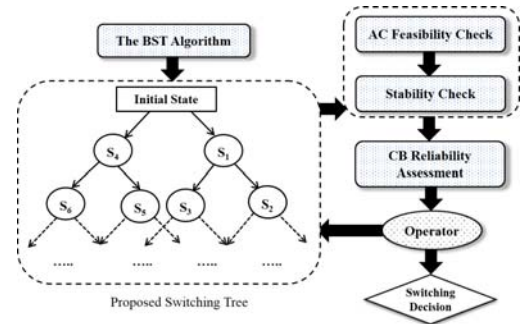 The BST Algorithm
Initial State
S4
S1
S6
S5
S3
S2
.....
.....
.....
.....
Proposed Switching Tree
AC Feasibility Check
Stability Check
CB Reliability
Assessment
Operator
Switching
Decision